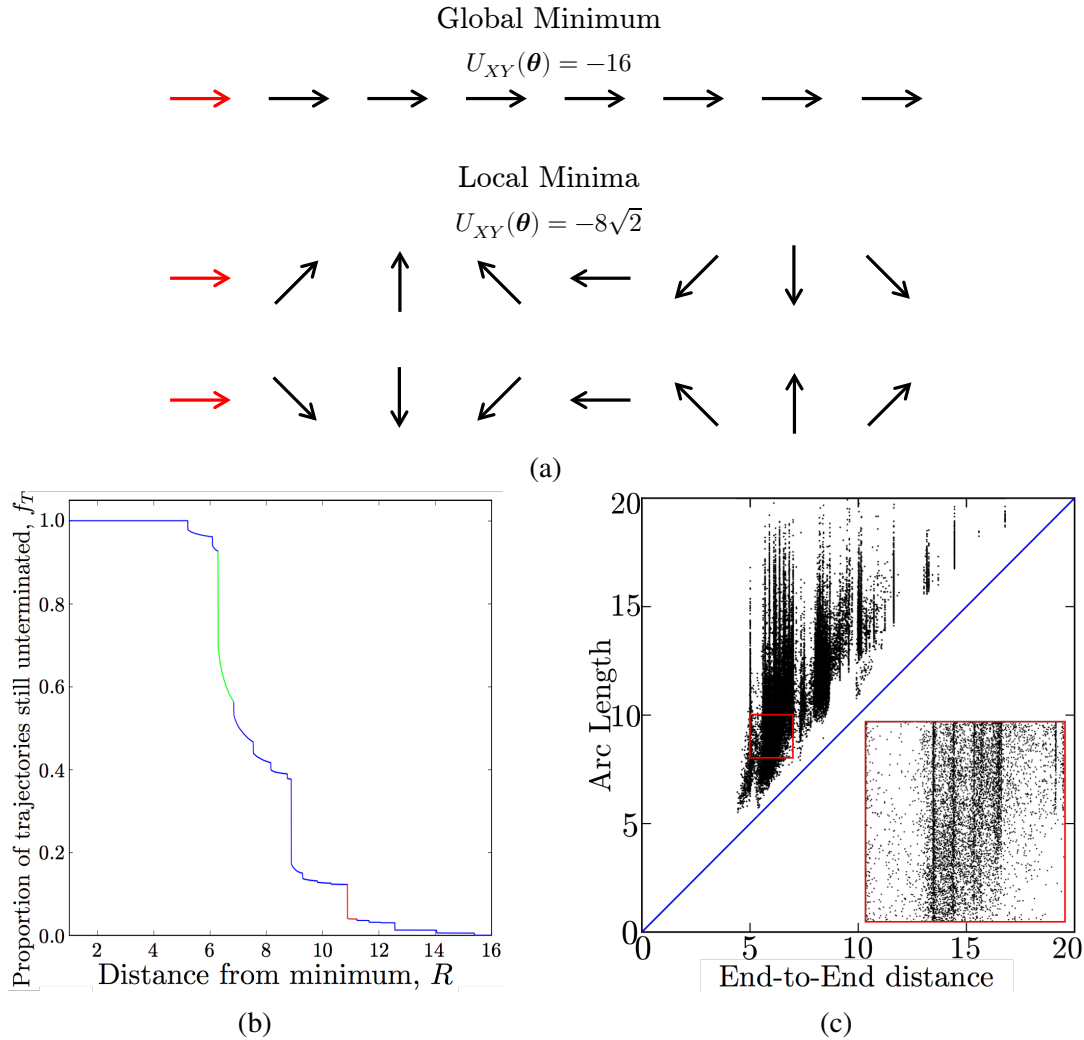 Global Minimum
U_{XY}(θ) = −16
Local Minima
U_{XY}(θ) = −8√2
(a)
Proportion of trajectories still unterminated, f_T
1.0
0.8
0.6
0.4
0.2
0.0
2 4 6 8 10 12 14 16
Distance from minimum, R
(b)
Arc Length
20
15
10
5
0
0 5 10 15 20
End-to-End distance
(c)